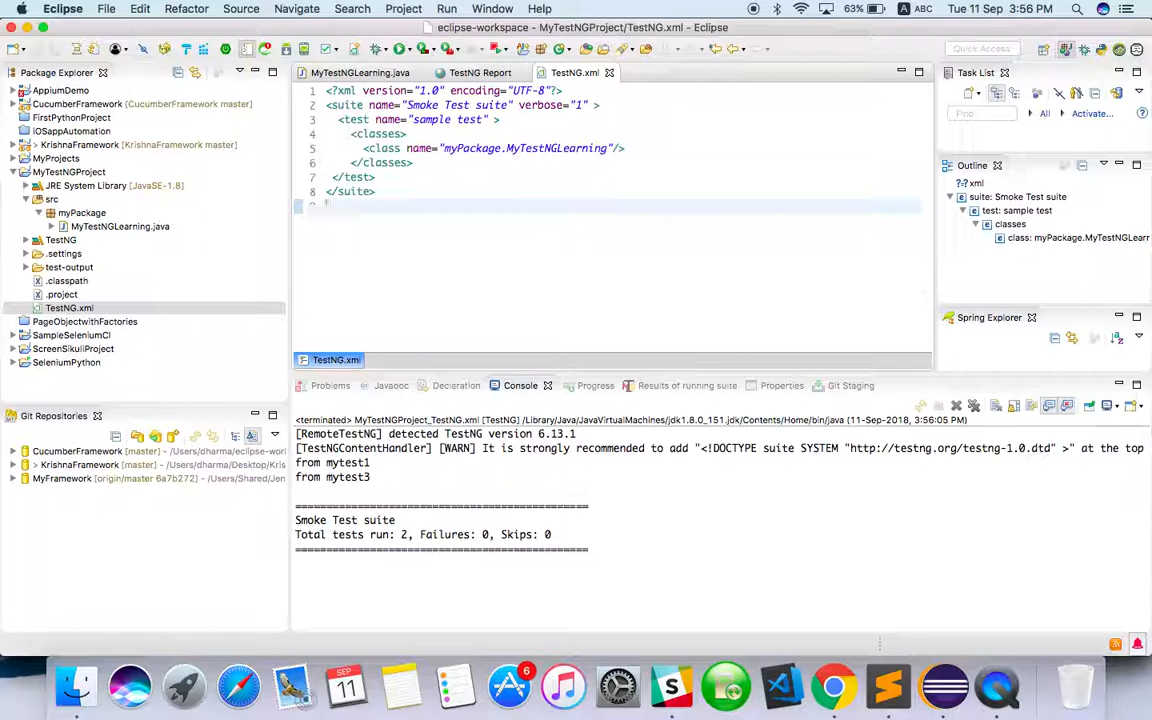 Eclipse File Edit Refactor Source Navigate Search Project Run Window Help 63% A ABC Tue 11 Sep 3:56 PM
eclipse-workspace - MyTestNGProject/TestNG.xml - Eclipse
Quick Access
Package Explorer
AppiumDemo
CucumberFramework [CucumberFramework master]
FirstPythonProject
iOSappAutomation
> KrishnaFramework [KrishnaFramework master]
MyProjects
MyTestNGProject
JRE System Library [JavaSE-1.8]
src
myPackage
MyTestNGLearning.java
TestNG
.settings
test-output
.classpath
.project
TestNG.xml
PageObjectwithFactories
SampleSeleniumCI
ScreenSikuliProject
SeleniumPython
Git Repositories
CucumberFramework [master] - /Users/dharma/eclipse-wor
> KrishnaFramework [master] - /Users/dharma/Desktop/Kris
MyFramework [origin/master 6a7b272] - /Users/Shared/Jen
MyTestNGLearning.java TestNG Report TestNG.xml
1 <?xml version="1.0" encoding="UTF-8"?>
2 <suite name="Smoke Test suite" verbose="1" >
3 <test name="sample test" >
4 <classes>
5 <class name="myPackage.MyTestNGLearning"/>
6 </classes>
7 </test>
8 </suite>
9
TestNG.xml
Problems Javadoc Declaration Console Progress Results of running suite Properties Git Staging
<terminated> MyTestNGProject_TestNG.xml [TestNG] /Library/Java/JavaVirtualMachines/jdk1.8.0_151.jdk/Contents/Home/bin/java (11-Sep-2018, 3:56:05 PM)
[RemoteTestNG] detected TestNG version 6.13.1
[TestNGContentHandler] [WARN] It is strongly recommended to add "<!DOCTYPE suite SYSTEM "http://testng.org/testng-1.0.dtd" >" at the top
from mytest1
from mytest3
===============================================
Smoke Test suite
Total tests run: 2, Failures: 0, Skips: 0
===============================================
Task List
Find All Activate...
Outline
?=? xml
suite: Smoke Test suite
test: sample test
classes
class: myPackage.MyTestNGLearr
Spring Explorer
SEP
11
6